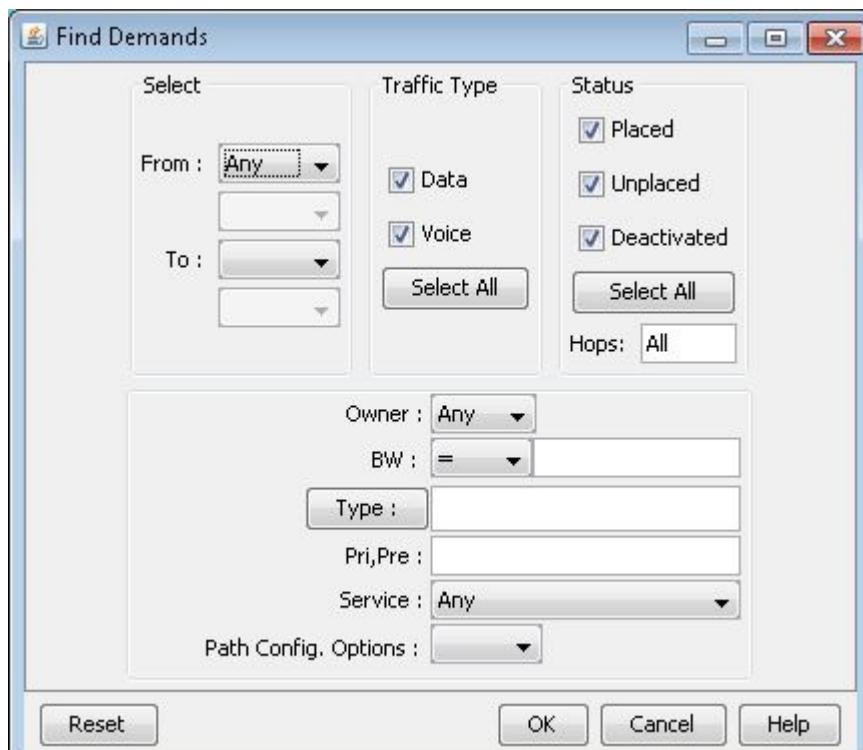 Find Demands
Select
From : Any
To :
Traffic Type
Data
Voice
Select All
Status
Placed
Unplaced
Deactivated
Select All
Hops: All
Owner : Any
BW : =
Type :
Pri,Pre :
Service : Any
Path Config. Options :
Reset OK Cancel Help